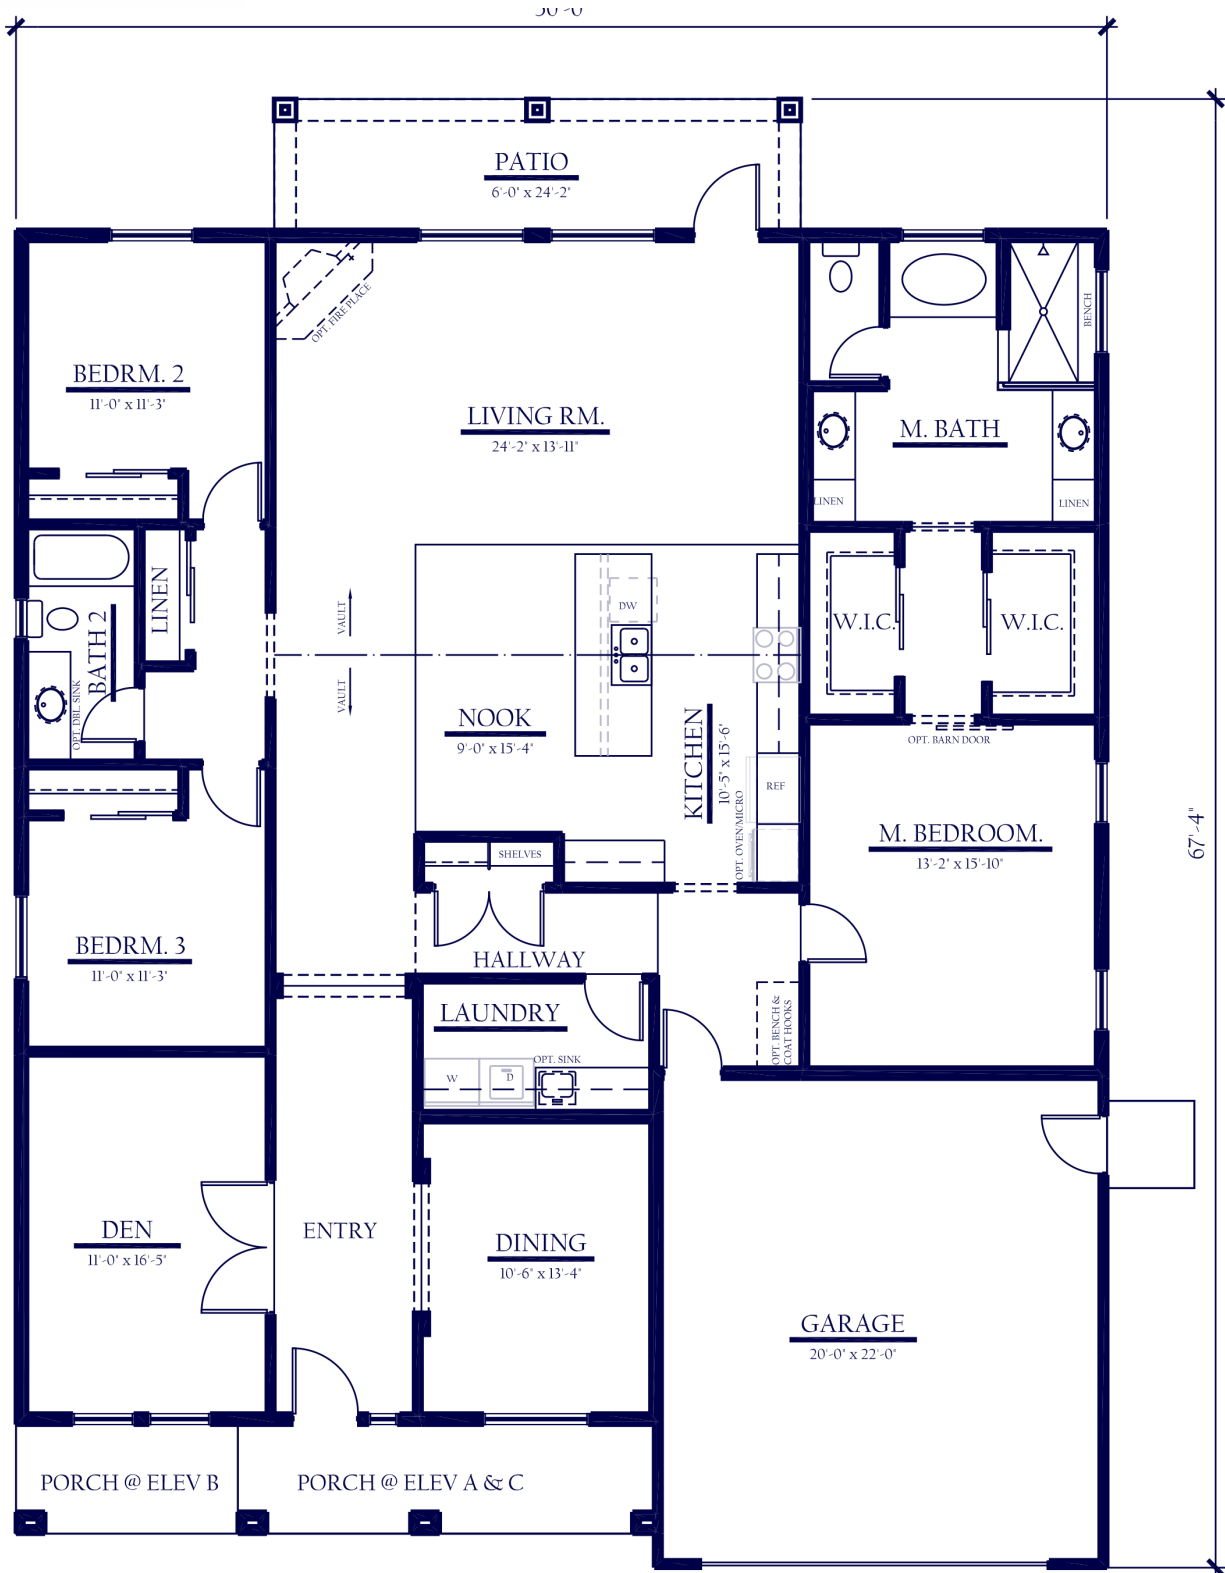 PATIO
6'-0" x 24'-2"
OPT. FIREPLACE
BENCH
BEDRM. 2
11'-0" x 11'-3"
LIVING RM.
24'-2" x 13'-11"
M. BATH
LINEN
LINEN
LINEN
BATH 2
OPT. DBL. SINK
VAULT
VAULT
DW
W.I.C.
W.I.C.
NOOK
9'-0" x 15'-4"
KITCHEN
10'-5" x 15'-6"
OPT. BARN DOOR
REF
OPT. OVEN/MICRO
67'-4"
M. BEDROOM.
13'-2" x 15'-10"
SHELVES
BEDRM. 3
11'-0" x 11'-3"
HALLWAY
LAUNDRY
OPT. BENCH &
COAT HOOKS
OPT. SINK
W
D
DEN
11'-0" x 16'-5"
ENTRY
DINING
10'-6" x 13'-4"
GARAGE
20'-0" x 22'-0"
PORCH @ ELEV B
PORCH @ ELEV A & C